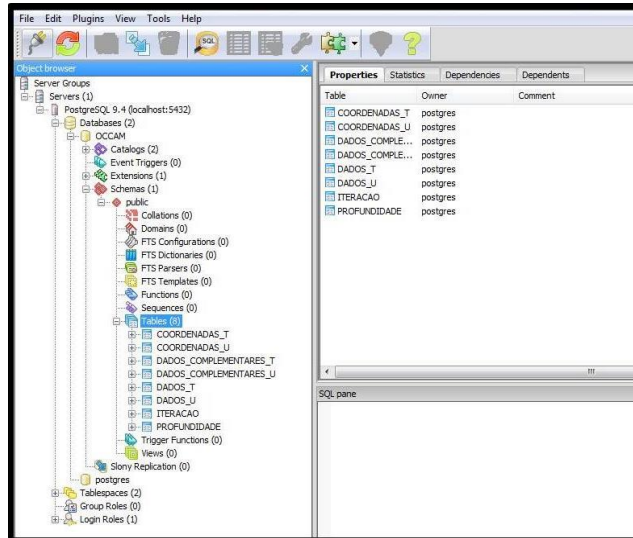 File Edit Plugins View Tools Help
SQL
Object browser X
Server Groups
Servers (1)
PostgreSQL 9.4 (localhost:5432)
Databases (2)
OCCAM
Catalogs (2)
Event Triggers (0)
Extensions (1)
Schemas (1)
public
Collations (0)
Domains (0)
FTS Configurations (0)
FTS Dictionaries (0)
FTS Parsers (0)
FTS Templates (0)
Functions (0)
Sequences (0)
Tables (8)
COORDENADAS_T
COORDENADAS_U
DADOS_COMPLEMENTARES_T
DADOS_COMPLEMENTARES_U
DADOS_T
DADOS_U
ITERACAO
PROFUNDIDADE
Trigger Functions (0)
Views (0)
Slony Replication (0)
postgres
Tablespaces (2)
Group Roles (0)
Login Roles (1)
Properties Statistics Dependencies Dependents
Table Owner Comment
COORDENADAS_T postgres
COORDENADAS_U postgres
DADOS_COMPLE... postgres
DADOS_COMPLE... postgres
DADOS_T postgres
DADOS_U postgres
ITERACAO postgres
PROFUNDIDADE postgres
SQL pane